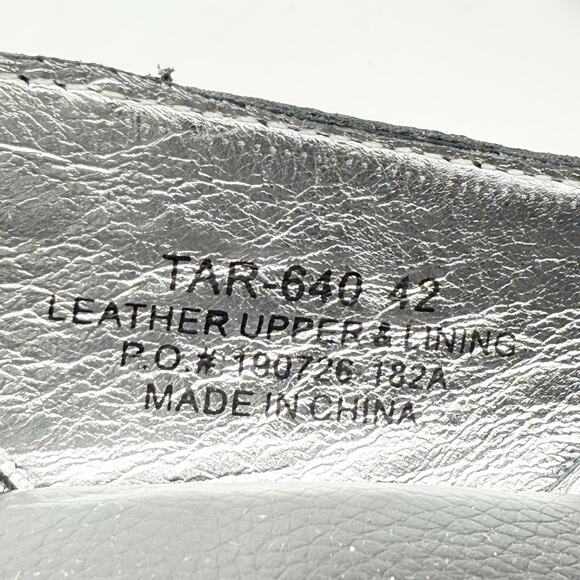 TAR-640 42
LEATHER UPPER & LINING
P.O.# 190726-182A
MADE IN CHINA